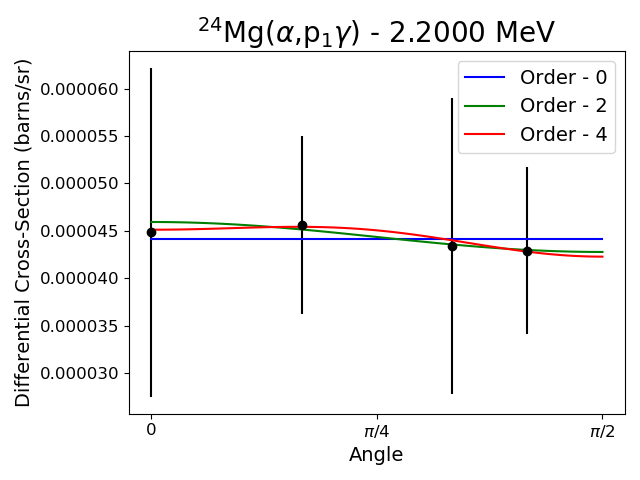 ²⁴Mg(α,p₁γ) - 2.2000 MeV
Order - 0
Order - 2
Order - 4
Differential Cross-Section (barns/sr)
0.000060
0.000055
0.000050
0.000045
0.000040
0.000035
0.000030
0 π/4 π/2
Angle